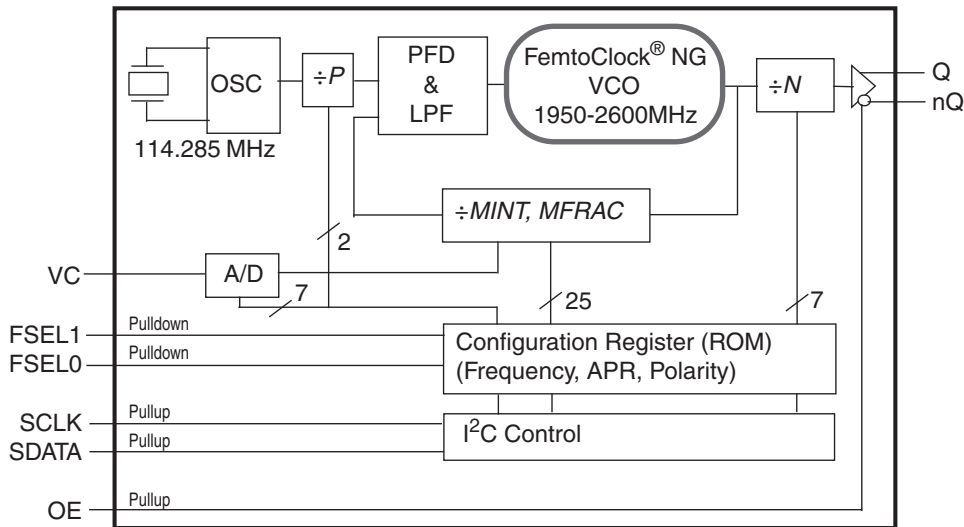 OSC
114.285 MHz
÷P
PFD
&
LPF
FemtoClock® NG
VCO
1950-2600MHz
÷N
Q
nQ
÷MINT, MFRAC
2
VC
A/D
7
25
7
FSEL1
Pulldown
FSEL0
Pulldown
Configuration Register (ROM)
(Frequency, APR, Polarity)
SCLK
Pullup
SDATA
Pullup
I²C Control
OE
Pullup